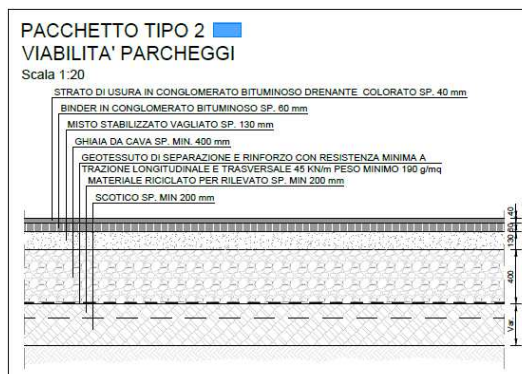 PACCHETTO TIPO 2
VIABILITA' PARCHEGGI
Scala 1:20
STRATO DI USURA IN CONGLOMERATO BITUMINOSO DRENANTE COLORATO SP. 40 mm
BINDER IN CONGLOMERATO BITUMINOSO SP. 60 mm
MISTO STABILIZZATO VAGLIATO SP. 130 mm
GHIAIA DA CAVA SP. MIN. 400 mm
GEOTESSUTO DI SEPARAZIONE E RINFORZO CON RESISTENZA MINIMA A
TRAZIONE LONGITUDINALE E TRASVERSALE 45 KN/m PESO MINIMO 190 g/mq
MATERIALE RICICLATO PER RILEVATO SP. MIN 200 mm
SCOTICO SP. MIN 200 mm
40
60
130
400
Var.